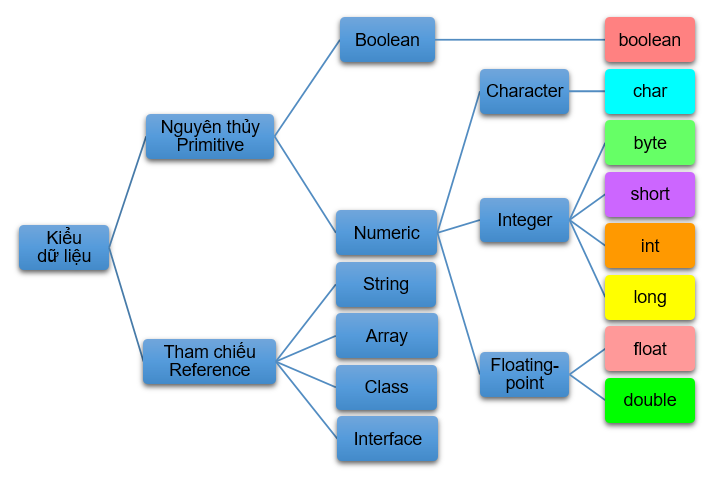 Kiểu
dữ liệu
Nguyên thủy
Primitive
Tham chiếu
Reference
Boolean
Numeric
String
Array
Class
Interface
Character
Integer
Floating-
point
boolean
char
byte
short
int
long
float
double